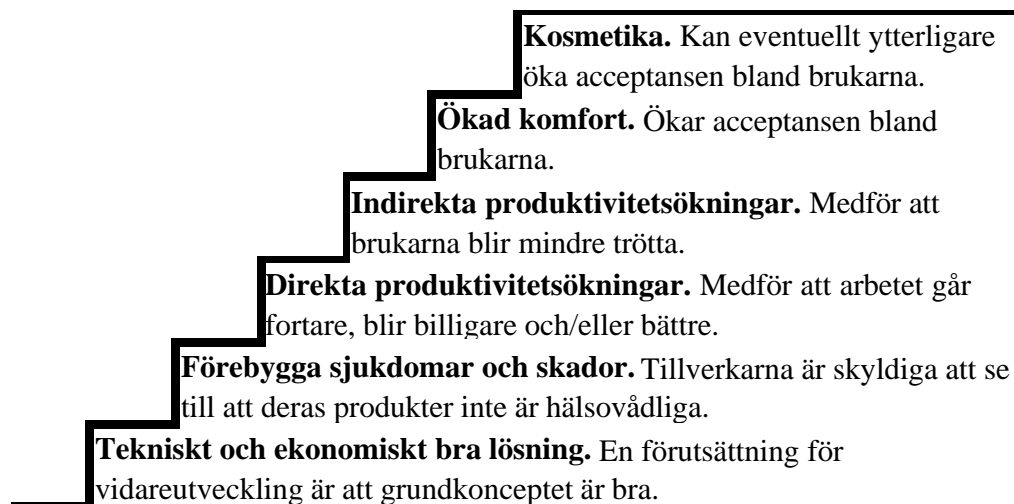 Kosmetika. Kan eventuellt ytterligare
öka acceptansen bland brukarna.
Ökad komfort. Ökar acceptansen bland
brukarna.
Indirekta produktivitetsökningar. Medför att
brukarna blir mindre trötta.
Direkta produktivitetsökningar. Medför att arbetet går
fortare, blir billigare och/eller bättre.
Förebygga sjukdomar och skador. Tillverkarna är skyldiga att se
till att deras produkter inte är hälsovådliga.
Tekniskt och ekonomiskt bra lösning. En förutsättning för
vidareutveckling är att grundkonceptet är bra.